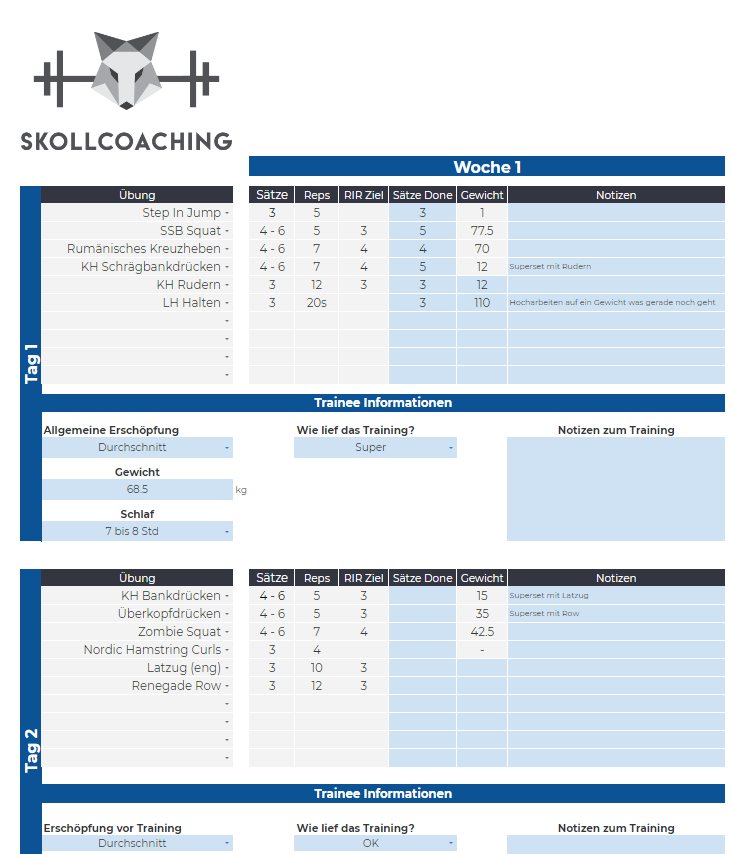 SKOLLCOACHING
Woche 1
Tag 1
Übung Sätze Reps RIR Ziel Sätze Done Gewicht Notizen
Step In Jump 3 5 3 1
SSB Squat 4 - 6 5 3 5 77.5
Rumänisches Kreuzheben 4 - 6 7 4 4 70
KH Schrägbankdrücken 4 - 6 7 4 5 12 Superset mit Rudern
KH Rudern 3 12 3 3 12
LH Halten 3 20s 3 110 Hocharbeiten auf ein Gewicht was gerade noch geht
Trainee Informationen
Allgemeine Erschöpfung Wie lief das Training? Notizen zum Training
Durchschnitt Super
Gewicht
68.5 kg
Schlaf
7 bis 8 Std
Tag 2
Übung Sätze Reps RIR Ziel Sätze Done Gewicht Notizen
KH Bankdrücken 4 - 6 5 3 15 Superset mit Latzug
Überkopfdrücken 4 - 6 5 3 35 Superset mit Row
Zombie Squat 4 - 6 7 4 42.5
Nordic Hamstring Curls 3 4 -
Latzug (eng) 3 10 3
Renegade Row 3 12 3
Trainee Informationen
Erschöpfung vor Training Wie lief das Training? Notizen zum Training
Durchschnitt OK